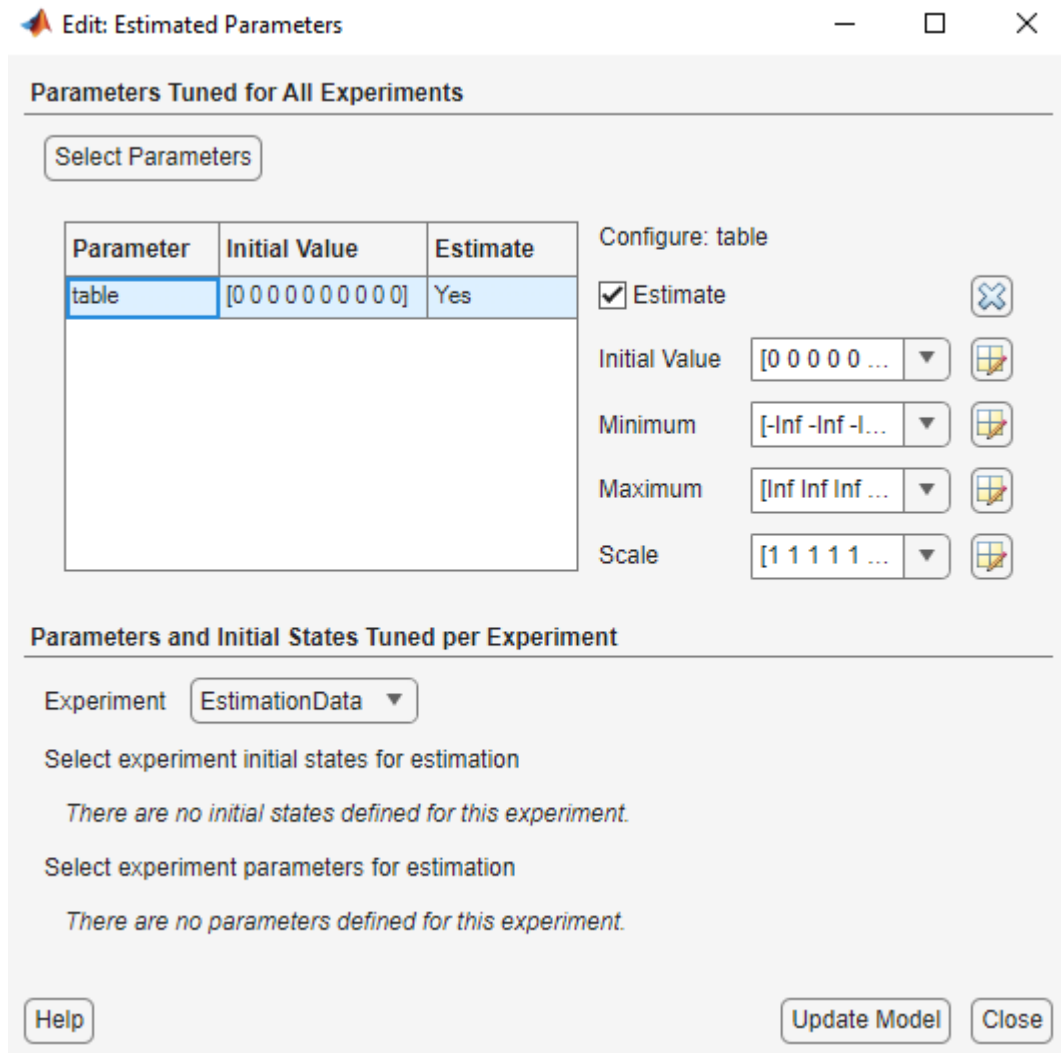 Edit: Estimated Parameters
Parameters Tuned for All Experiments
Select Parameters
Parameter Initial Value Estimate
table [0 0 0 0 0 0 0 0 0 0] Yes
Configure: table
Estimate
Initial Value [0 0 0 0 0 ...
Minimum [-Inf -Inf -I...
Maximum [Inf Inf Inf ...
Scale [1 1 1 1 1 ...
Parameters and Initial States Tuned per Experiment
Experiment EstimationData
Select experiment initial states for estimation
There are no initial states defined for this experiment.
Select experiment parameters for estimation
There are no parameters defined for this experiment.
Help Update Model Close